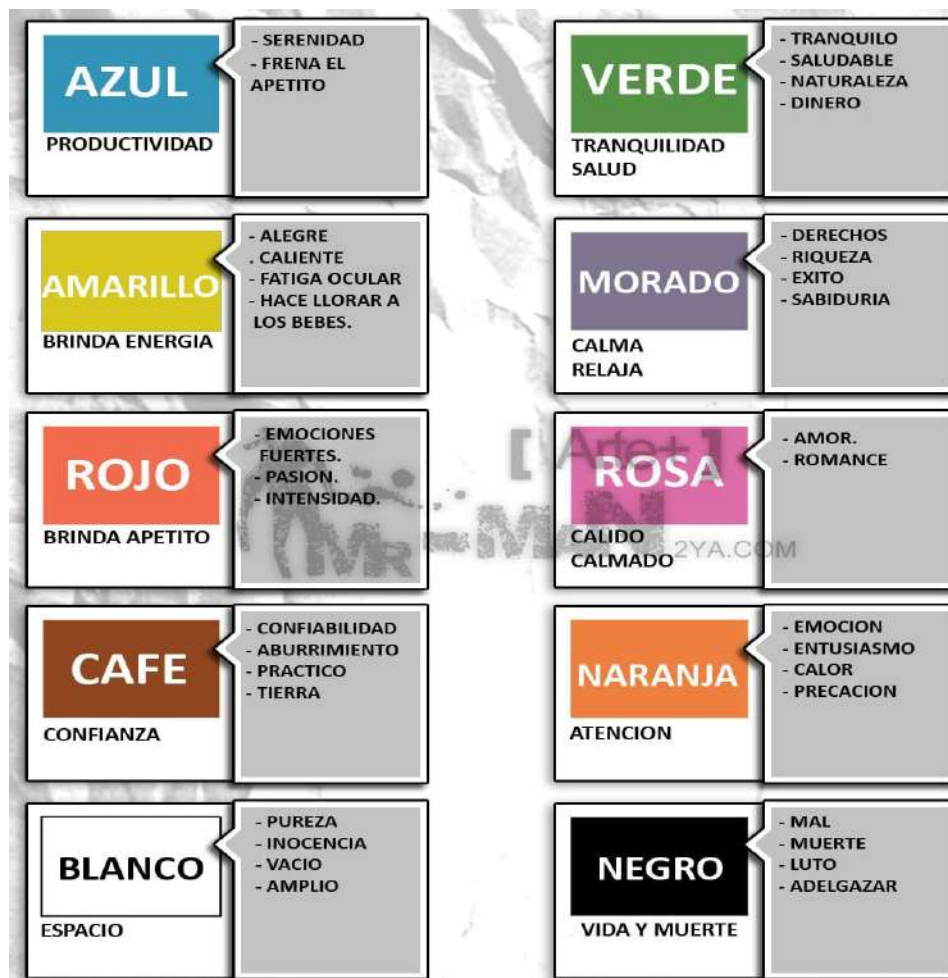 AZUL
PRODUCTIVIDAD
- SERENIDAD
- FRENA EL
APETITO
VERDE
TRANQUILIDAD
SALUD
- TRANQUILO
- SALUDABLE
- NATURALEZA
- DINERO
AMARILLO
BRINDA ENERGIA
- ALEGRE
. CALIENTE
- FATIGA OCULAR
- HACE LLORAR A
LOS BEBES.
MORADO
CALMA
RELAJA
- DERECHOS
- RIQUEZA
- EXITO
- SABIDURIA
ROJO
BRINDA APETITO
- EMOCIONES
FUERTES.
- PASION.
- INTENSIDAD.
ROSA
CALIDO
CALMADO
- AMOR.
- ROMANCE
[ Arte+ ]
MR-MAN
2YA.COM
CAFE
CONFIANZA
- CONFIABILIDAD
- ABURRIMIENTO
- PRACTICO
- TIERRA
NARANJA
ATENCION
- EMOCION
- ENTUSIASMO
- CALOR
- PRECACION
BLANCO
ESPACIO
- PUREZA
- INOCENCIA
- VACIO
- AMPLIO
NEGRO
VIDA Y MUERTE
- MAL
- MUERTE
- LUTO
- ADELGAZAR